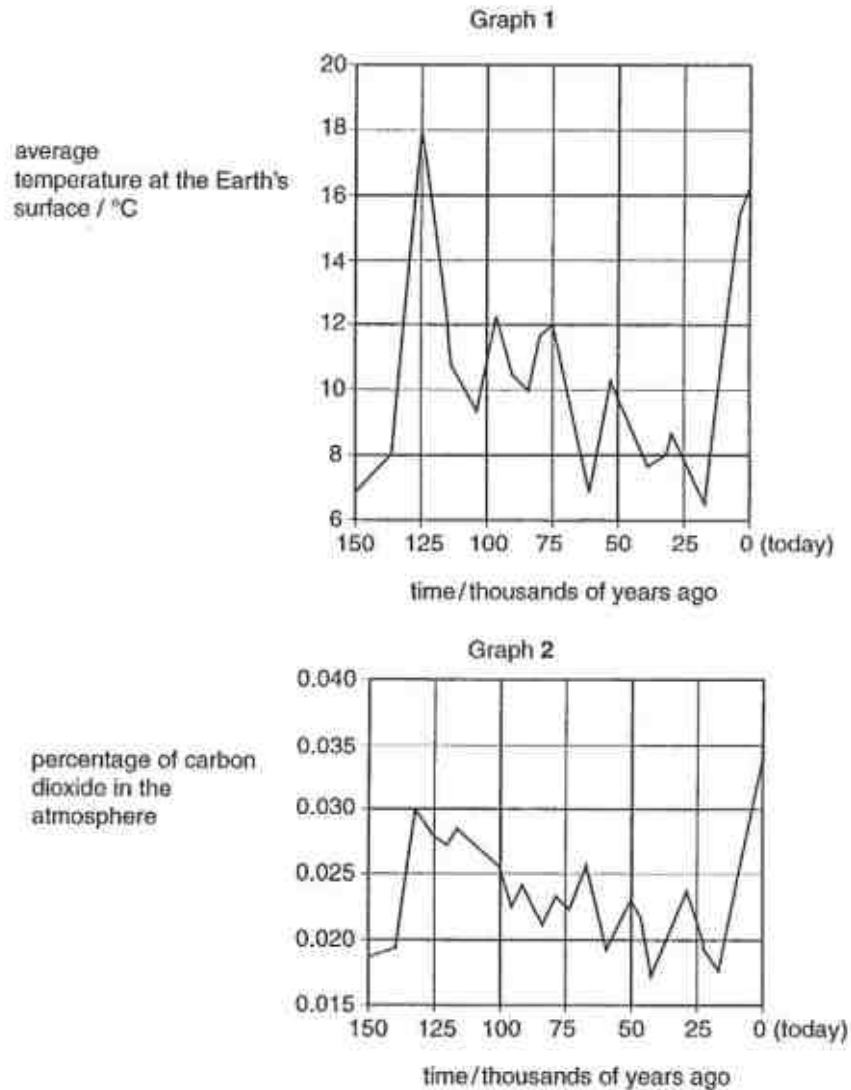 Graph 1
average
temperature at the Earth's
surface / °C
20
18
16
14
12
10
8
6
150 125 100 75 50 25 0 (today)
time/thousands of years ago
Graph 2
percentage of carbon
dioxide in the
atmosphere
0.040
0.035
0.030
0.025
0.020
0.015
150 125 100 75 50 25 0 (today)
time/thousands of years ago